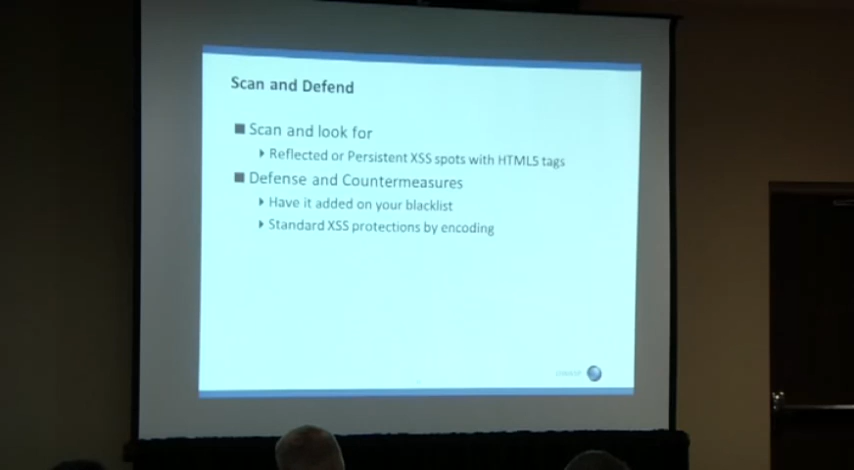 Scan and Defend
Scan and look for
Reflected or Persistent XSS spots with HTML5 tags
Defense and Countermeasures
Have it added on your blacklist
Standard XSS protections by encoding